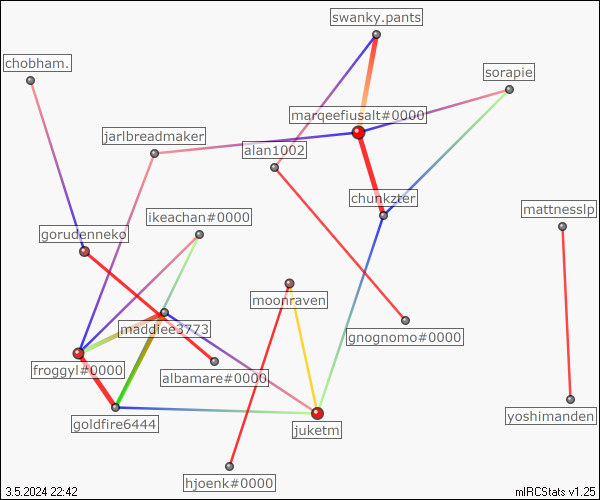 swanky.pants
chobham.
sorapie
marqeefiusalt#0000
jarlbreadmaker
alan1002
chunkzter
mattnesslp
ikeachan#0000
gorudenneko
moonraven
maddiee3773
gnognomo#0000
froggyl#0000
albamare#0000
yoshimanden
goldfire6444
juketm
hjoenk#0000
3.5.2024 22:42
mIRCStats v1.25